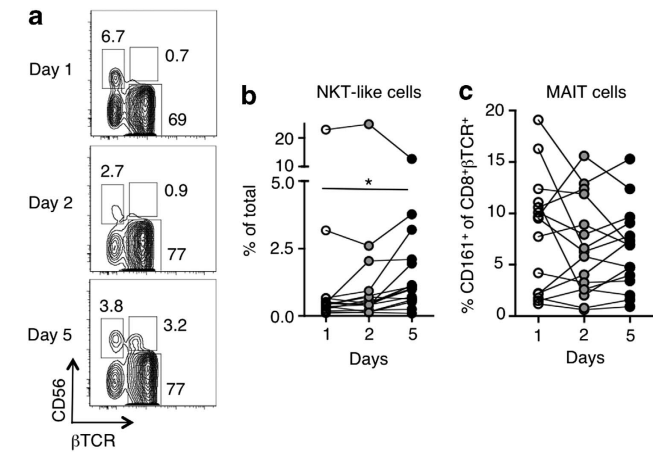 a
6.7
0.7
Day 1
69
2.7
0.9
Day 2
77
3.8
3.2
Day 5
77
CD56
βTCR
b
NKT-like cells
20
10
5.0
*
2.5
0.0
% of total
1 2 5
Days
c
MAIT cells
20
15
10
5
0
% CD161⁺ of CD8⁺βTCR⁺
1 2 5
Days